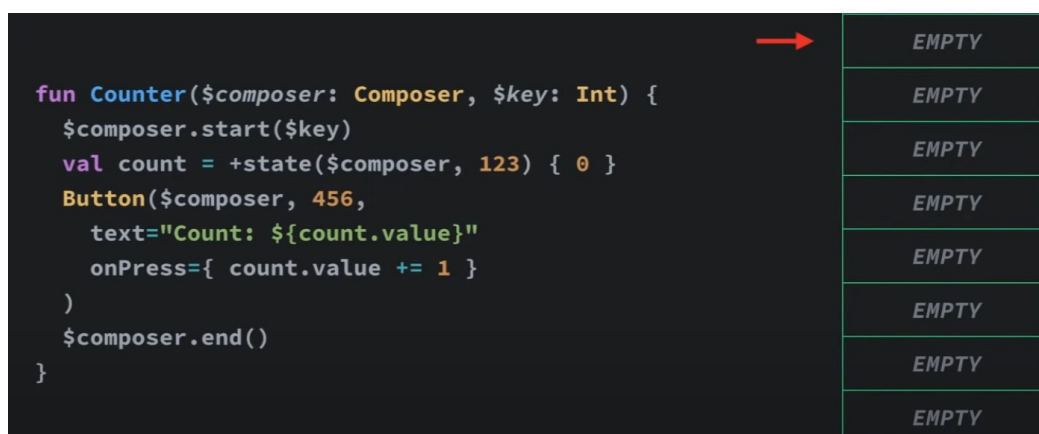 EMPTY
fun Counter($composer: Composer, $key: Int) {
EMPTY
$composer.start($key)
val count = +state($composer, 123) { 0 }
EMPTY
Button($composer, 456,
EMPTY
text="Count: ${count.value}"
onPress={ count.value += 1 }
EMPTY
)
EMPTY
$composer.end()
}
EMPTY
EMPTY